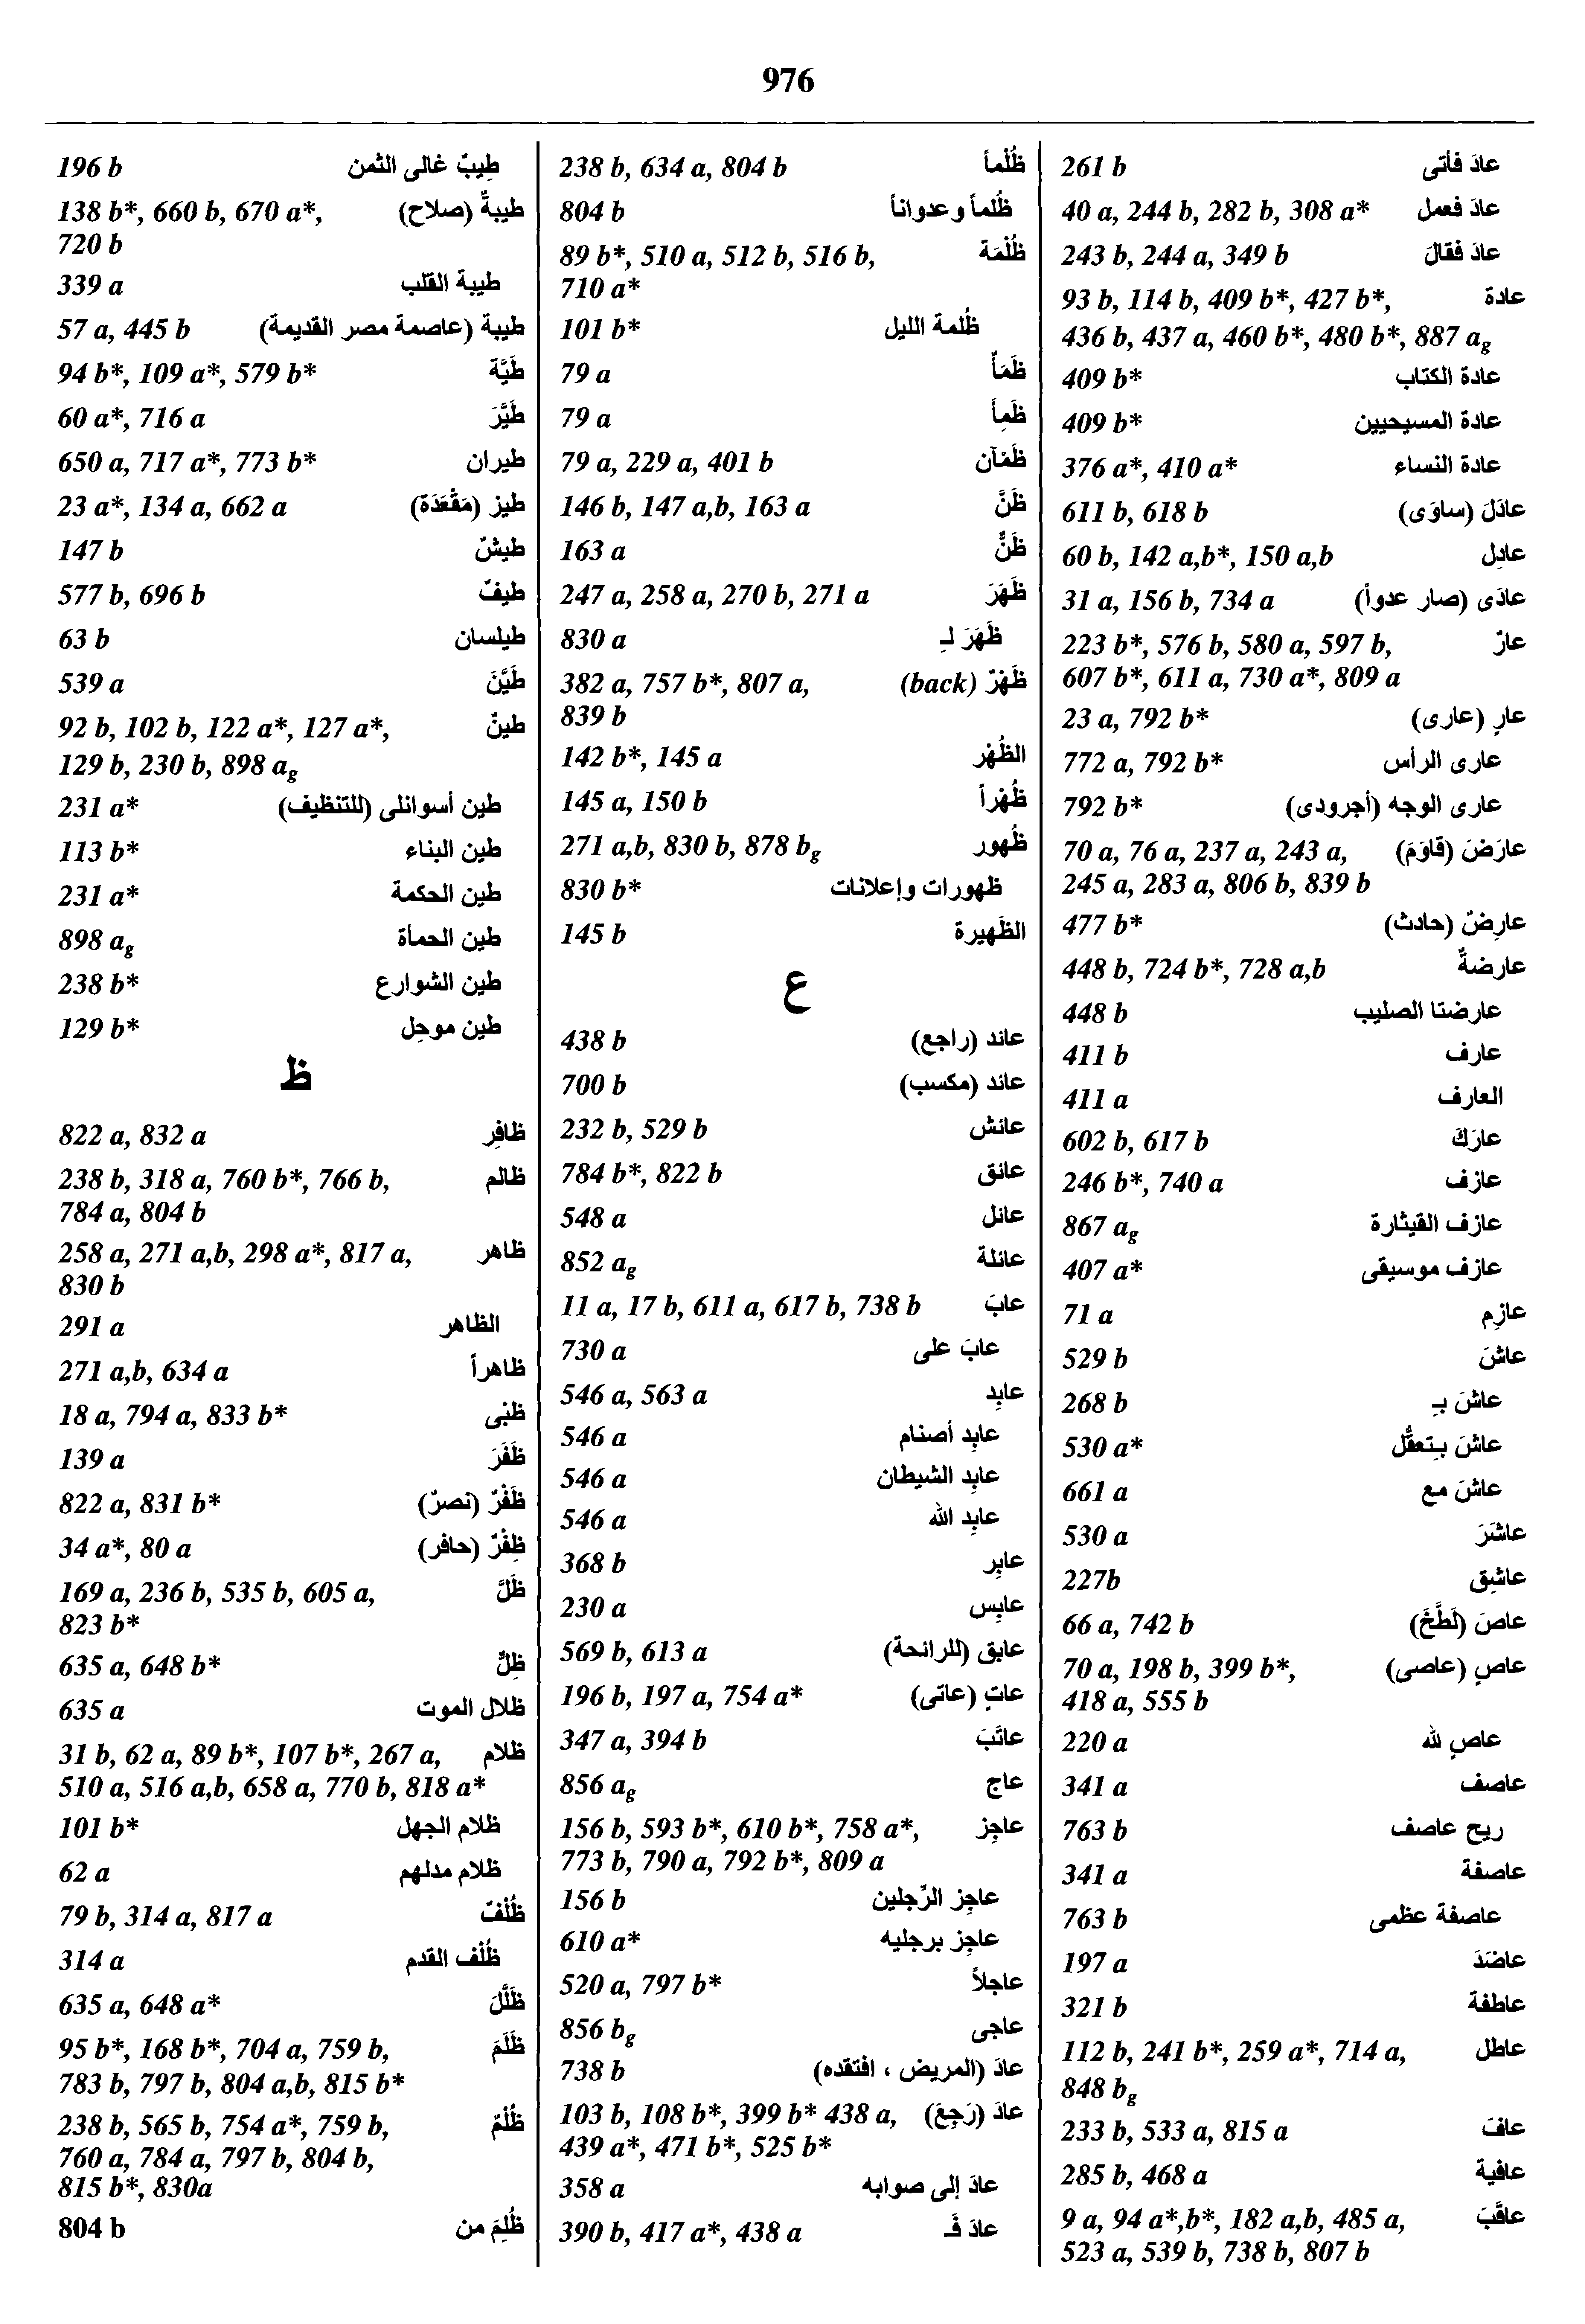 976
196 b طِيبٌ غالى الثمن
138 b*, 660 b, 670 a*, طيبةٌ (صلاح)
720 b
339 a طيبة القلب
57 a, 445 b طيبة (عاصمة مصر القديمة)
94 b*, 109 a*, 579 b* طَيَّة
60 a*, 716 a طَيَّرَ
650 a, 717 a*, 773 b* طيران
23 a*, 134 a, 662 a طيز (مَقْعَدَة)
147 b طيشٌ
577 b, 696 b طيفٌ
63 b طيلسان
539 a طَيَّنَ
92 b, 102 b, 122 a*, 127 a*, طينٌ
129 b, 230 b, 898 ag
231 a* طين أسوانلى (للتنظيف)
113 b* طين البناء
231 a* طين الحكمة
898 ag طين الحمأة
238 b* طين الشوارع
129 b* طين موحِل
ظ
822 a, 832 a ظافِر
238 b, 318 a, 760 b*, 766 b, ظالم
784 a, 804 b
258 a, 271 a,b, 298 a*, 817 a, ظاهر
830 b
291 a الظاهر
271 a,b, 634 a ظاهراً
18 a, 794 a, 833 b* ظبْى
139 a ظَفَرَ
822 a, 831 b* ظَفْرٌ (نصرٌ)
34 a*, 80 a ظِفْرٌ (حافر)
169 a, 236 b, 535 b, 605 a, ظَلَّ
823 b*
635 a, 648 b* ظِلٌّ
635 a ظلال الموت
31 b, 62 a, 89 b*, 107 b*, 267 a, ظلام
510 a, 516 a,b, 658 a, 770 b, 818 a*
101 b* ظلام الجهل
62 a ظلام مدلهم
79 b, 314 a, 817 a ظُلْفٌ
314 a ظُلْف القدم
635 a, 648 a* ظَلَّلَ
95 b*, 168 b*, 704 a, 759 b, ظَلَمَ
783 b, 797 b, 804 a,b, 815 b*
238 b, 565 b, 754 a*, 759 b, ظُلْمٌ
760 a, 784 a, 797 b, 804 b,
815 b*, 830a
804 b ظُلِمَ من
238 b, 634 a, 804 b ظُلْماً
804 b ظُلماً وعدواناً
89 b*, 510 a, 512 b, 516 b, ظُلْمَة
710 a*
101 b* ظُلمة الليل
79 a ظَمَأٌ
79 a ظَمِأَ
79 a, 229 a, 401 b ظَمْآن
146 b, 147 a,b, 163 a ظَنَّ
163 a ظَنٌّ
247 a, 258 a, 270 b, 271 a ظَهَرَ
830 a ظَهَرَ لـِ
382 a, 757 b*, 807 a, ظَهْرٌ (back)
839 b
142 b*, 145 a الظُهْر
145 a, 150 b ظُهْراً
271 a,b, 830 b, 878 bg ظُهور
830 b* ظهورات وإعلانات
145 b الظَهيرة
ع
438 b عائد (راجع)
700 b عائد (مكسب)
232 b, 529 b عائش
784 b*, 822 b عائق
548 a عائل
852 ag عائلة
11 a, 17 b, 611 a, 617 b, 738 b عابَ
730 a عابَ على
546 a, 563 a عابِد
546 a عابِد أصنام
546 a عابِد الشيطان
546 a عابِد الله
368 b عابِر
230 a عابِس
569 b, 613 a عابق (للرائحة)
196 b, 197 a, 754 a* عاتٍ (عاتى)
347 a, 394 b عاتَبَ
856 ag عاج
156 b, 593 b*, 610 b*, 758 a*, عاجِز
773 b, 790 a, 792 b*, 809 a
156 b عاجِز الرِّجلين
610 a* عاجِز برجليه
520 a, 797 b* عاجلاً
856 bg عاجى
738 b عادَ (المريض ، افتقده)
103 b, 108 b*, 399 b* 438 a, عادَ (رَجِعَ)
439 a*, 471 b*, 525 b*
358 a عادَ إلى صوابه
390 b, 417 a*, 438 a عادَ فَـ
261 b عادَ فأتى
40 a, 244 b, 282 b, 308 a* عادَ فعمل
243 b, 244 a, 349 b عادَ فقالَ
93 b, 114 b, 409 b*, 427 b*, عادة
436 b, 437 a, 460 b*, 480 b*, 887 ag
409 b* عادة الكتاب
409 b* عادة المسيحيين
376 a*, 410 a* عادة النساء
611 b, 618 b عادَلَ (ساوَى)
60 b, 142 a,b*, 150 a,b عادِل
31 a, 156 b, 734 a عادَى (صار عدواً)
223 b*, 576 b, 580 a, 597 b, عارٌ
607 b*, 611 a, 730 a*, 809 a
23 a, 792 b* عارٍ (عارى)
772 a, 792 b* عارى الرأس
792 b* عارى الوجه (أجرودى)
70 a, 76 a, 237 a, 243 a, عارَضَ (قاوَمَ)
245 a, 283 a, 806 b, 839 b
477 b* عارِضٌ (حادث)
448 b, 724 b*, 728 a,b عارضةٌ
448 b عارضتا الصليب
411 b عارف
411 a العارف
602 b, 617 b عارَكَ
246 b*, 740 a عازف
867 ag عازف القيثارة
407 a* عازف موسيقى
71 a عازِم
529 b عاشَ
268 b عاشَ بـِ
530 a* عاشَ بـِتعقُّل
661 a عاشَ مع
530 a عاشَرَ
227b عاشِق
66 a, 742 b عاصَ (لَطَّخَ)
70 a, 198 b, 399 b*, عاصٍ (عاصى)
418 a, 555 b
220 a عاصٍ لله
341 a عاصف
763 b ريح عاصف
341 a عاصفة
763 b عاصفة عظمى
197 a عاضَدَ
321 b عاطفة
112 b, 241 b*, 259 a*, 714 a, عاطل
848 bg
233 b, 533 a, 815 a عافَ
285 b, 468 a عافية
9 a, 94 a*,b*, 182 a,b, 485 a, عاقَبَ
523 a, 539 b, 738 b, 807 b